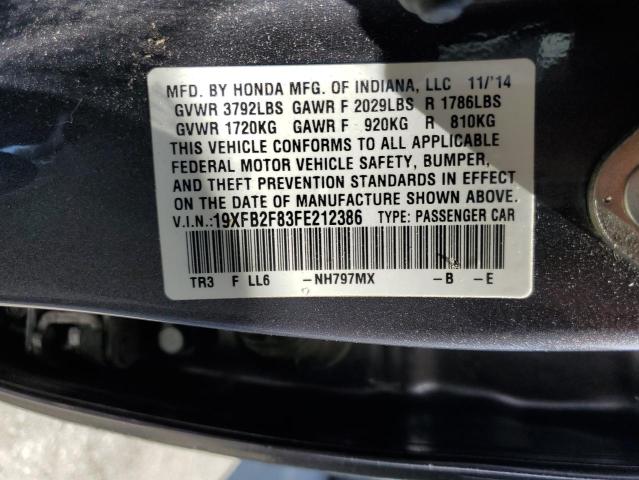 MFD. BY HONDA MFG. OF INDIANA, LLC 11/'14
GVWR 3792LBS GAWR F 2029LBS R 1786LBS
GVWR 1720KG GAWR F 920KG R 810KG
THIS VEHICLE CONFORMS TO ALL APPLICABLE
FEDERAL MOTOR VEHICLE SAFETY, BUMPER,
AND THEFT PREVENTION STANDARDS IN EFFECT
ON THE DATE OF MANUFACTURE SHOWN ABOVE.
V.I.N.:19XFB2F83FE212386 TYPE: PASSENGER CAR
TR3 F LL6 -NH797MX -B -E